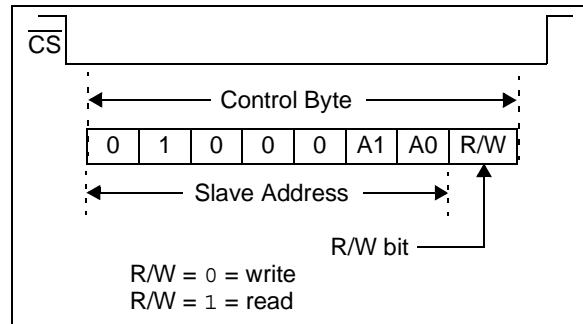 CS
Control Byte
0 1 0 0 0 A1 A0 R/W
Slave Address
R/W bit
R/W = 0 = write
R/W = 1 = read